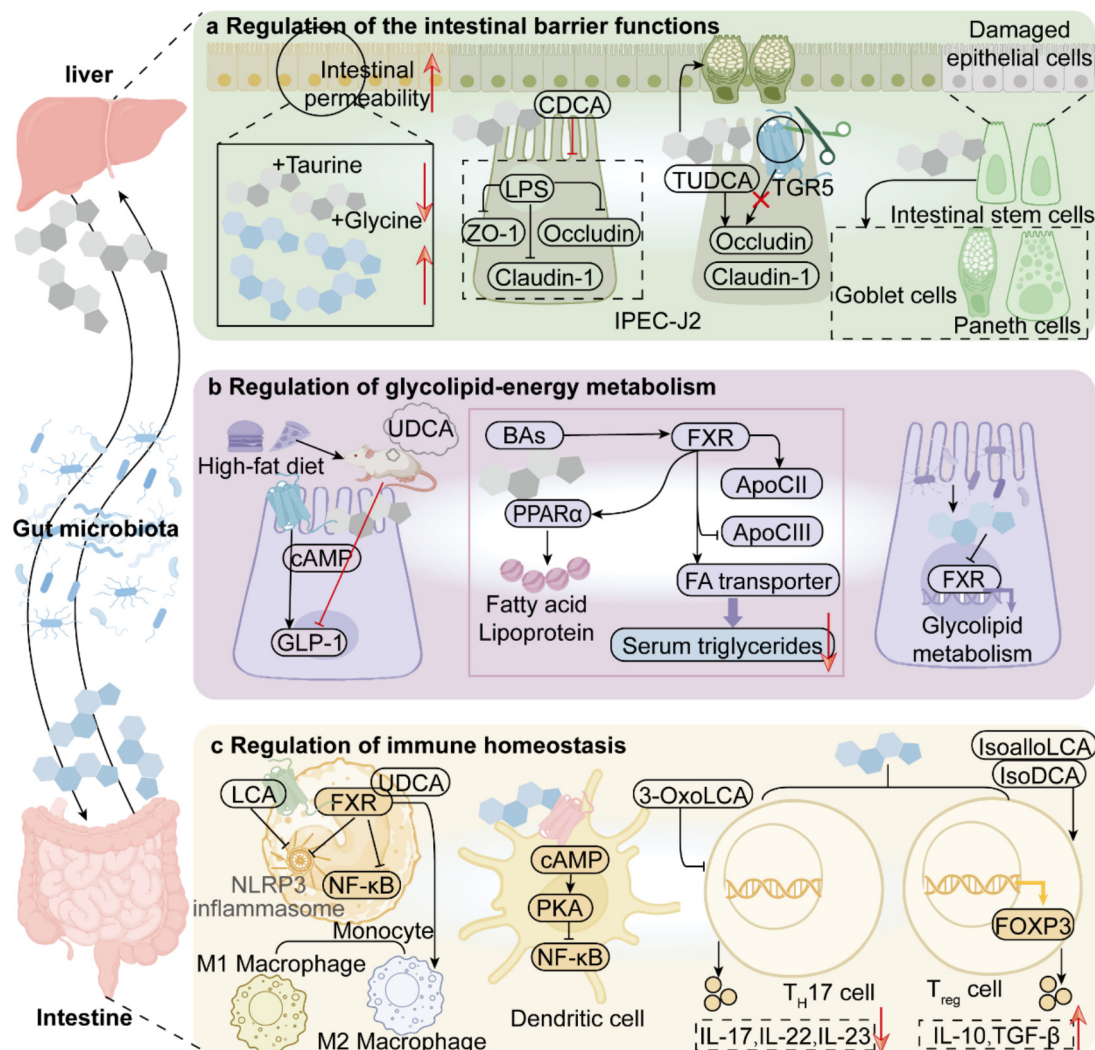 liver
Gut microbiota
Intestine
a Regulation of the intestinal barrier functions
Intestinal
permeability
+Taurine
+Glycine
CDCA
LPS
ZO-1
Occludin
Claudin-1
IPEC-J2
TUDCA
TGR5
Occludin
Claudin-1
Damaged
epithelial cells
Intestinal stem cells
Goblet cells
Paneth cells
b Regulation of glycolipid-energy metabolism
High-fat diet
UDCA
cAMP
GLP-1
BAs
FXR
ApoCII
PPARα
ApoCIII
FA transporter
Fatty acid
Lipoprotein
Serum triglycerides
FXR
Glycolipid
metabolism
c Regulation of immune homeostasis
LCA
UDCA
FXR
NLRP3
inflammasome
NF-κB
Monocyte
M1 Macrophage
M2 Macrophage
cAMP
PKA
NF-κB
Dendritic cell
3-OxoLCA
IsoalloLCA
IsoDCA
FOXP3
TH17 cell
Treg cell
IL-17,IL-22,IL-23
IL-10,TGF-β